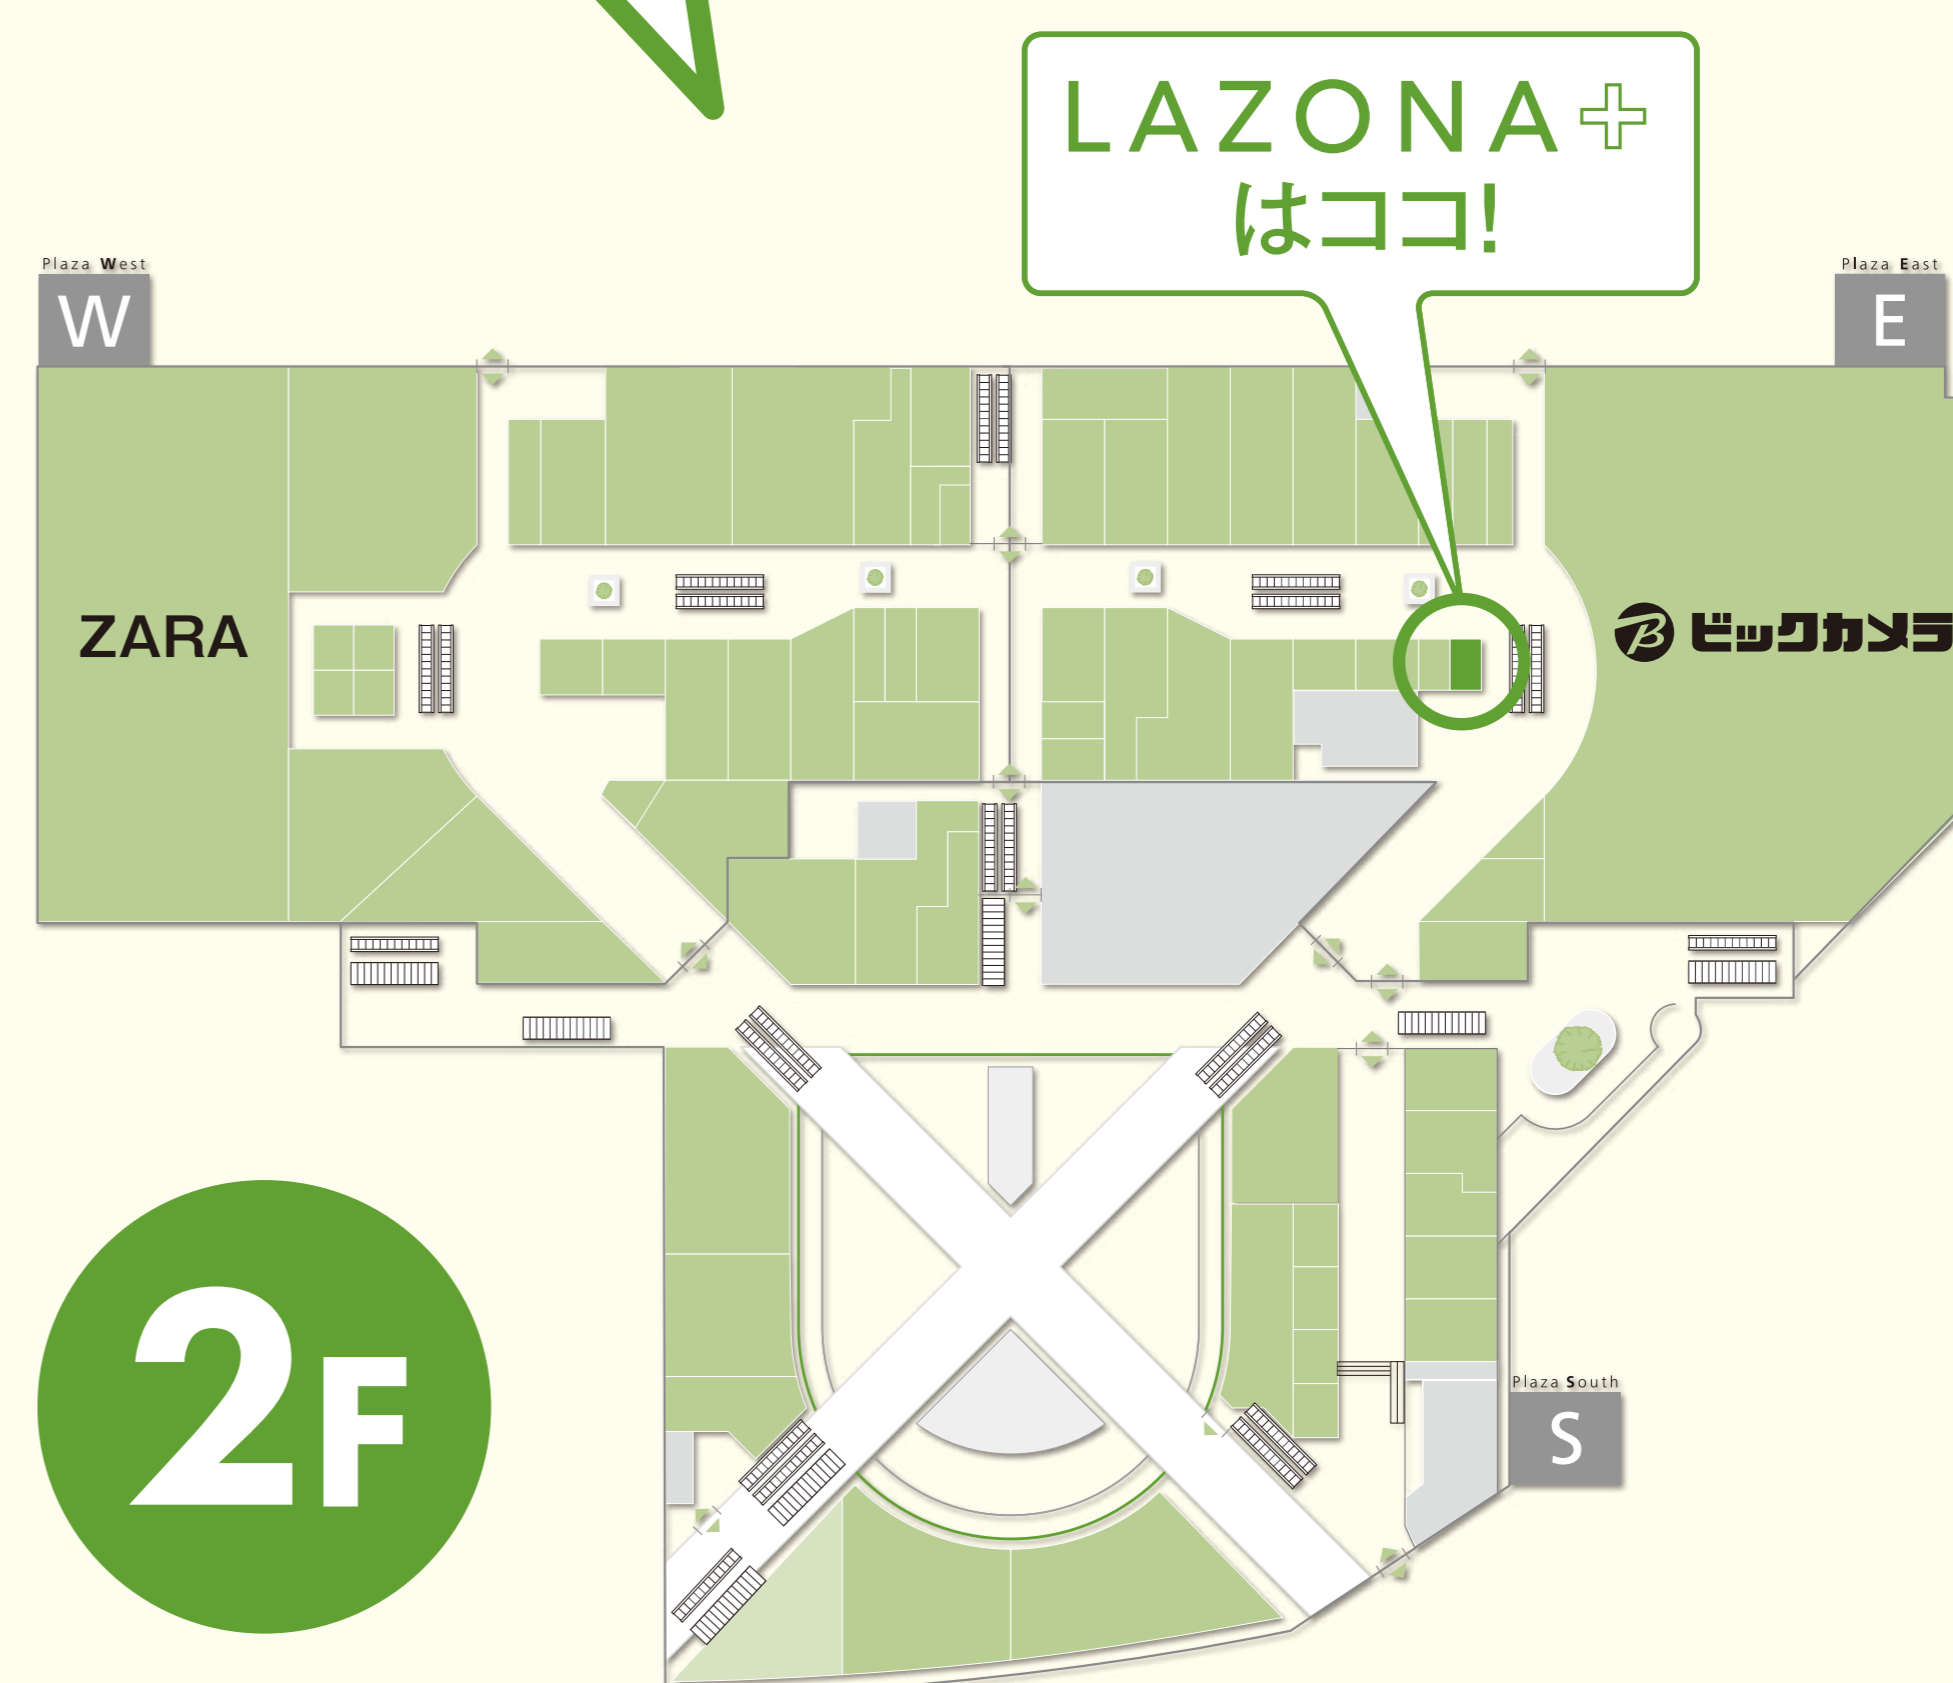 LAZONA+
はココ!
Plaza West
W
Plaza East
E
ZARA
B ビックカメラ
2F
Plaza South
S